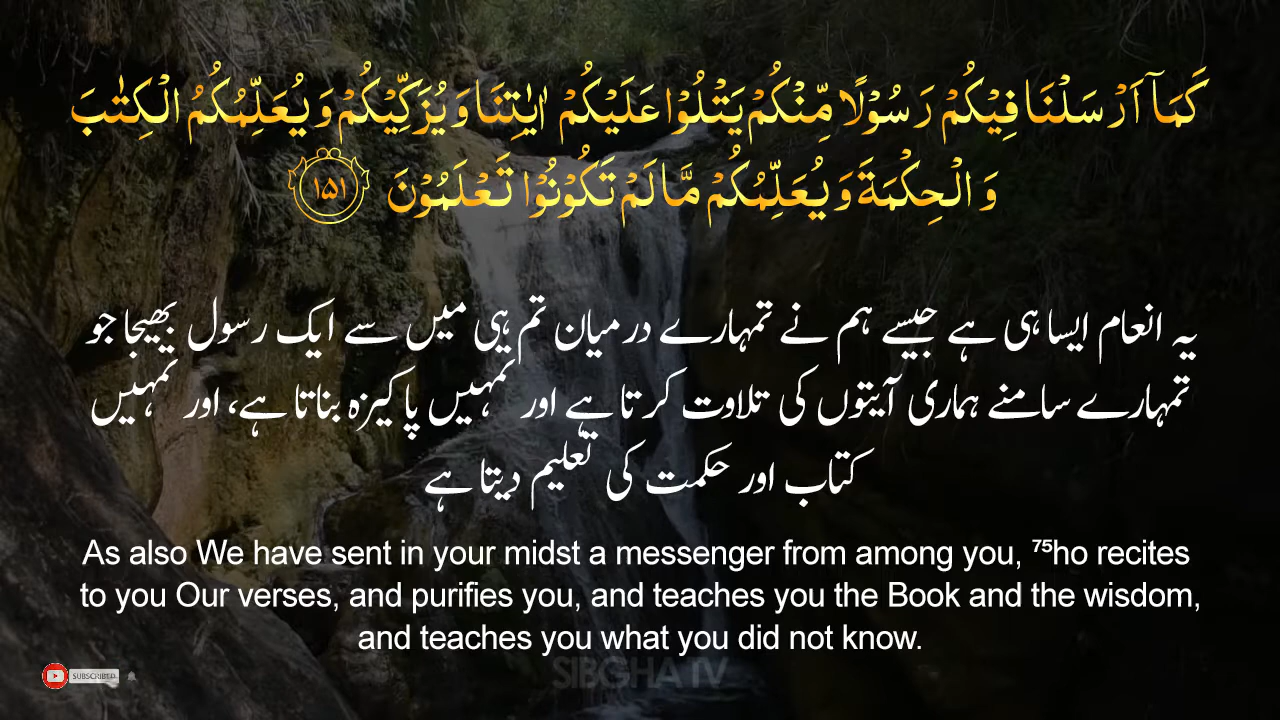 كَمَاۤ اَرْسَلْنَا فِيْكُمْ رَسُوْلًا مِّنْكُمْ يَتْلُوْا عَلَيْكُمْ اٰيٰتِنَا وَيُزَكِّيْكُمْ وَيُعَلِّمُكُمُ الْكِتٰبَ
وَالْحِكْمَةَ وَيُعَلِّمُكُمْ مَّا لَمْ تَكُوْنُوْا تَعْلَمُوْنَ ۝۱۵۱
یہ انعام ایسا ہی ہے جیسے ہم نے تمہارے درمیان تم ہی میں سے ایک رسول بھیجا جو
تمہارے سامنے ہماری آیتوں کی تلاوت کرتا ہے اور تمہیں پاکیزہ بناتا ہے، اور تمہیں
کتاب اور حکمت کی تعلیم دیتا ہے
As also We have sent in your midst a messenger from among you, ⁷⁵ho recites
to you Our verses, and purifies you, and teaches you the Book and the wisdom,
and teaches you what you did not know.
SIBGHA TV
SUBSCRIBED